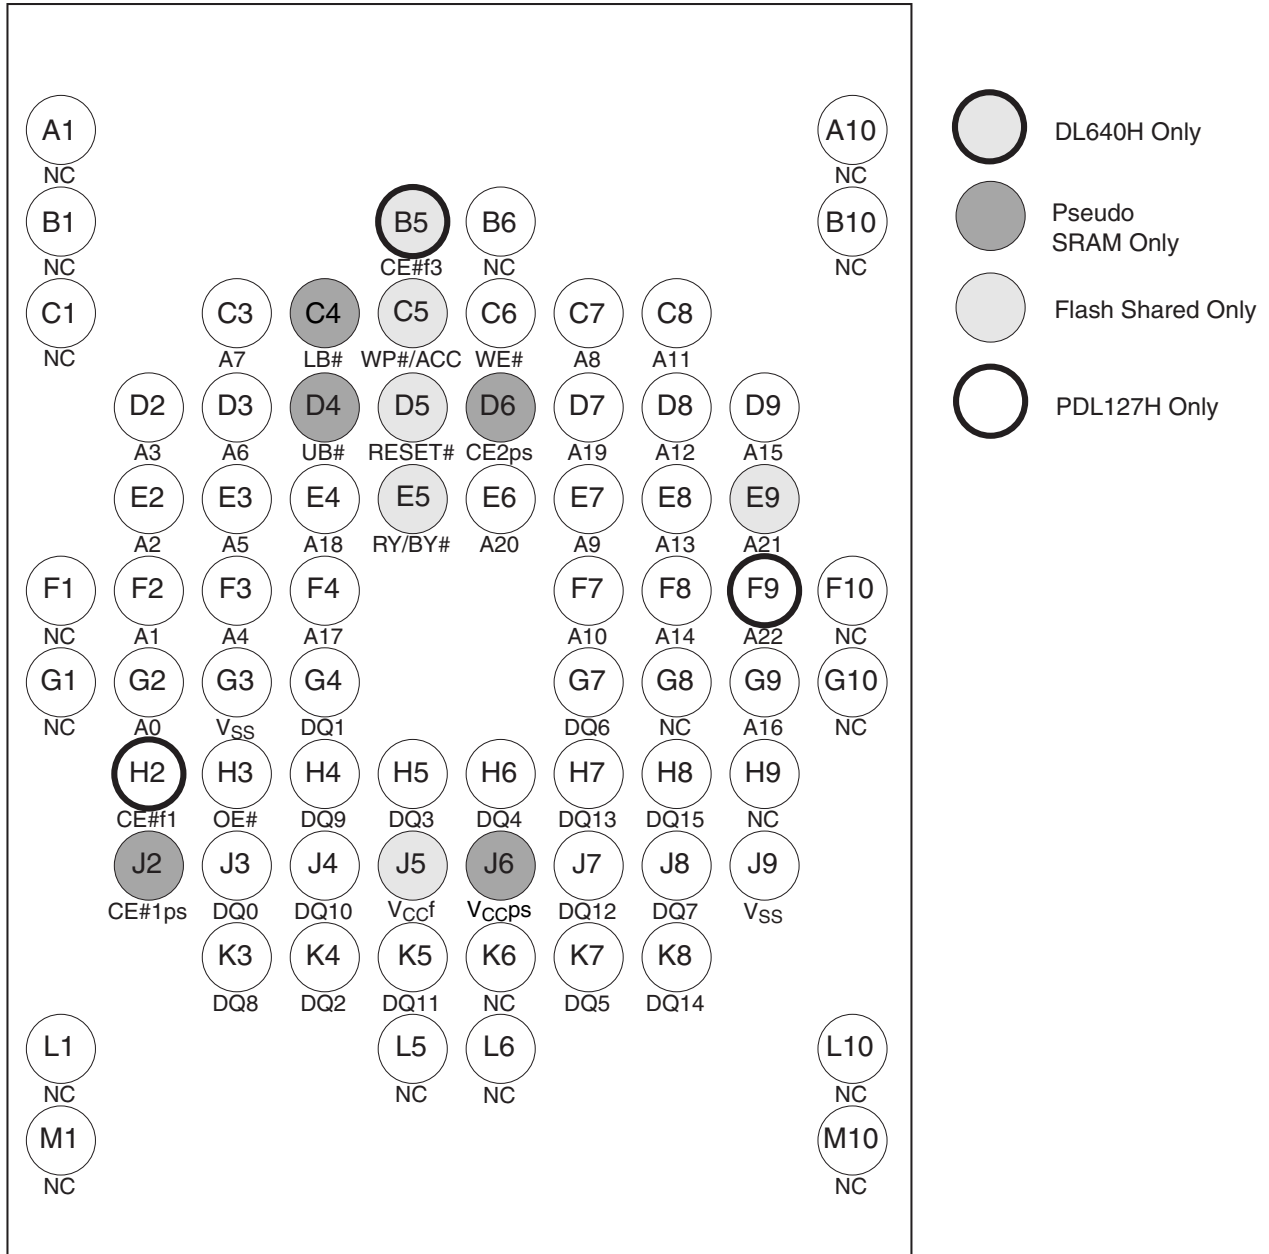 A1 A10
NC NC
B1 B5 B6 B10
NC CE#f3 NC NC
C1 C3 C4 C5 C6 C7 C8
NC A7 LB# WP#/ACC WE# A8 A11
D2 D3 D4 D5 D6 D7 D8 D9
A3 A6 UB# RESET# CE2ps A19 A12 A15
E2 E3 E4 E5 E6 E7 E8 E9
A2 A5 A18 RY/BY# A20 A9 A13 A21
F1 F2 F3 F4 F7 F8 F9 F10
NC A1 A4 A17 A10 A14 A22 NC
G1 G2 G3 G4 G7 G8 G9 G10
NC A0 VSS DQ1 DQ6 NC A16 NC
H2 H3 H4 H5 H6 H7 H8 H9
CE#f1 OE# DQ9 DQ3 DQ4 DQ13 DQ15 NC
J2 J3 J4 J5 J6 J7 J8 J9
CE#1ps DQ0 DQ10 VCCf VCCps DQ12 DQ7 VSS
K3 K4 K5 K6 K7 K8
DQ8 DQ2 DQ11 NC DQ5 DQ14
L1 L5 L6 L10
NC NC NC NC
M1 M10
NC NC
DL640H Only
Pseudo
SRAM Only
Flash Shared Only
PDL127H Only